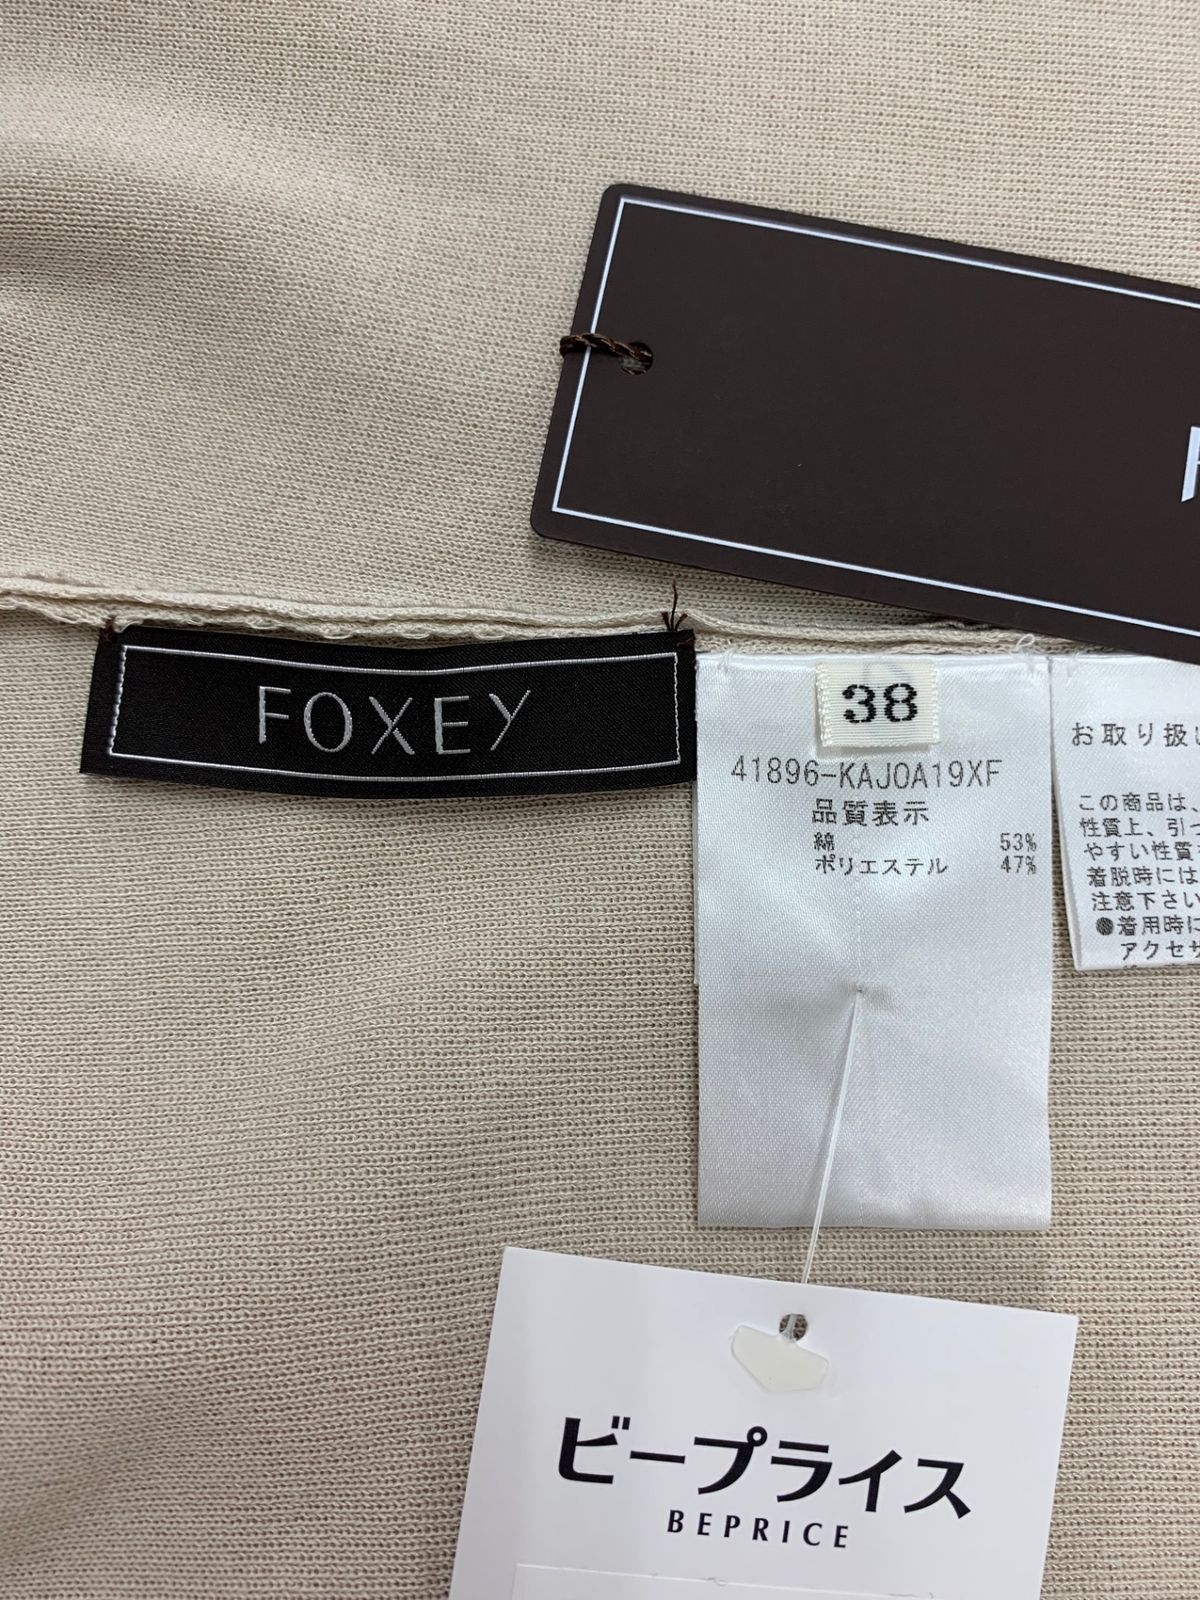 FOXEY
38
41896-KAJOA19XF
品質表示
綿 53%
ポリエステル 47%
お取り扱い
この商品は、
性質上、引っ
やすい性質
着脱時には
注意下さい
●着用時に
アクセサ
ビープライス
BEPRICE